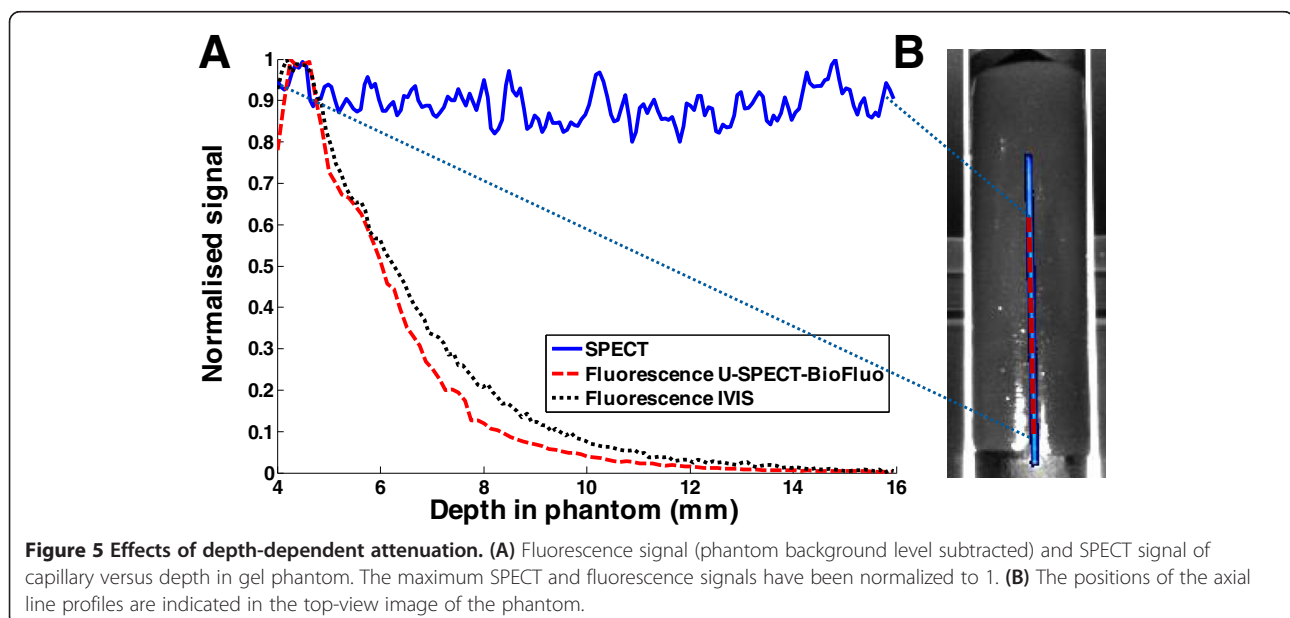 A
B
Normalised signal
1
0.9
0.8
0.7
0.6
0.5
0.4
0.3
0.2
0.1
0
SPECT
Fluorescence U-SPECT-BioFluo
Fluorescence IVIS
4 6 8 10 12 14 16
Depth in phantom (mm)
Figure 5 Effects of depth-dependent attenuation. (A) Fluorescence signal (phantom background level subtracted) and SPECT signal of
capillary versus depth in gel phantom. The maximum SPECT and fluorescence signals have been normalized to 1. (B) The positions of the axial
line profiles are indicated in the top-view image of the phantom.